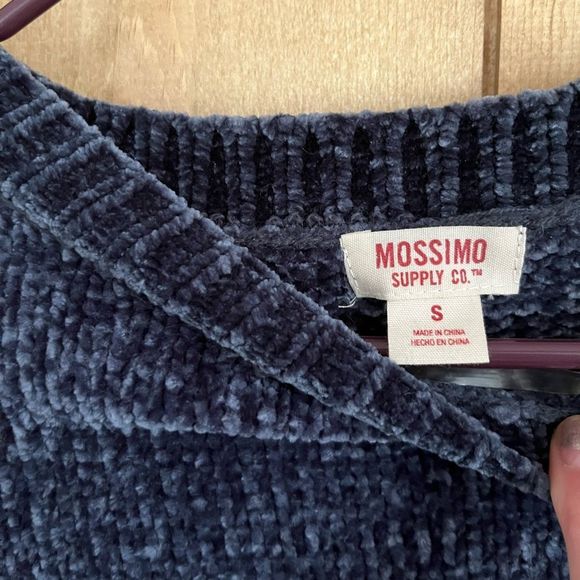 MOSSIMO
SUPPLY CO.™
S
MADE IN CHINA
HECHO EN CHINA